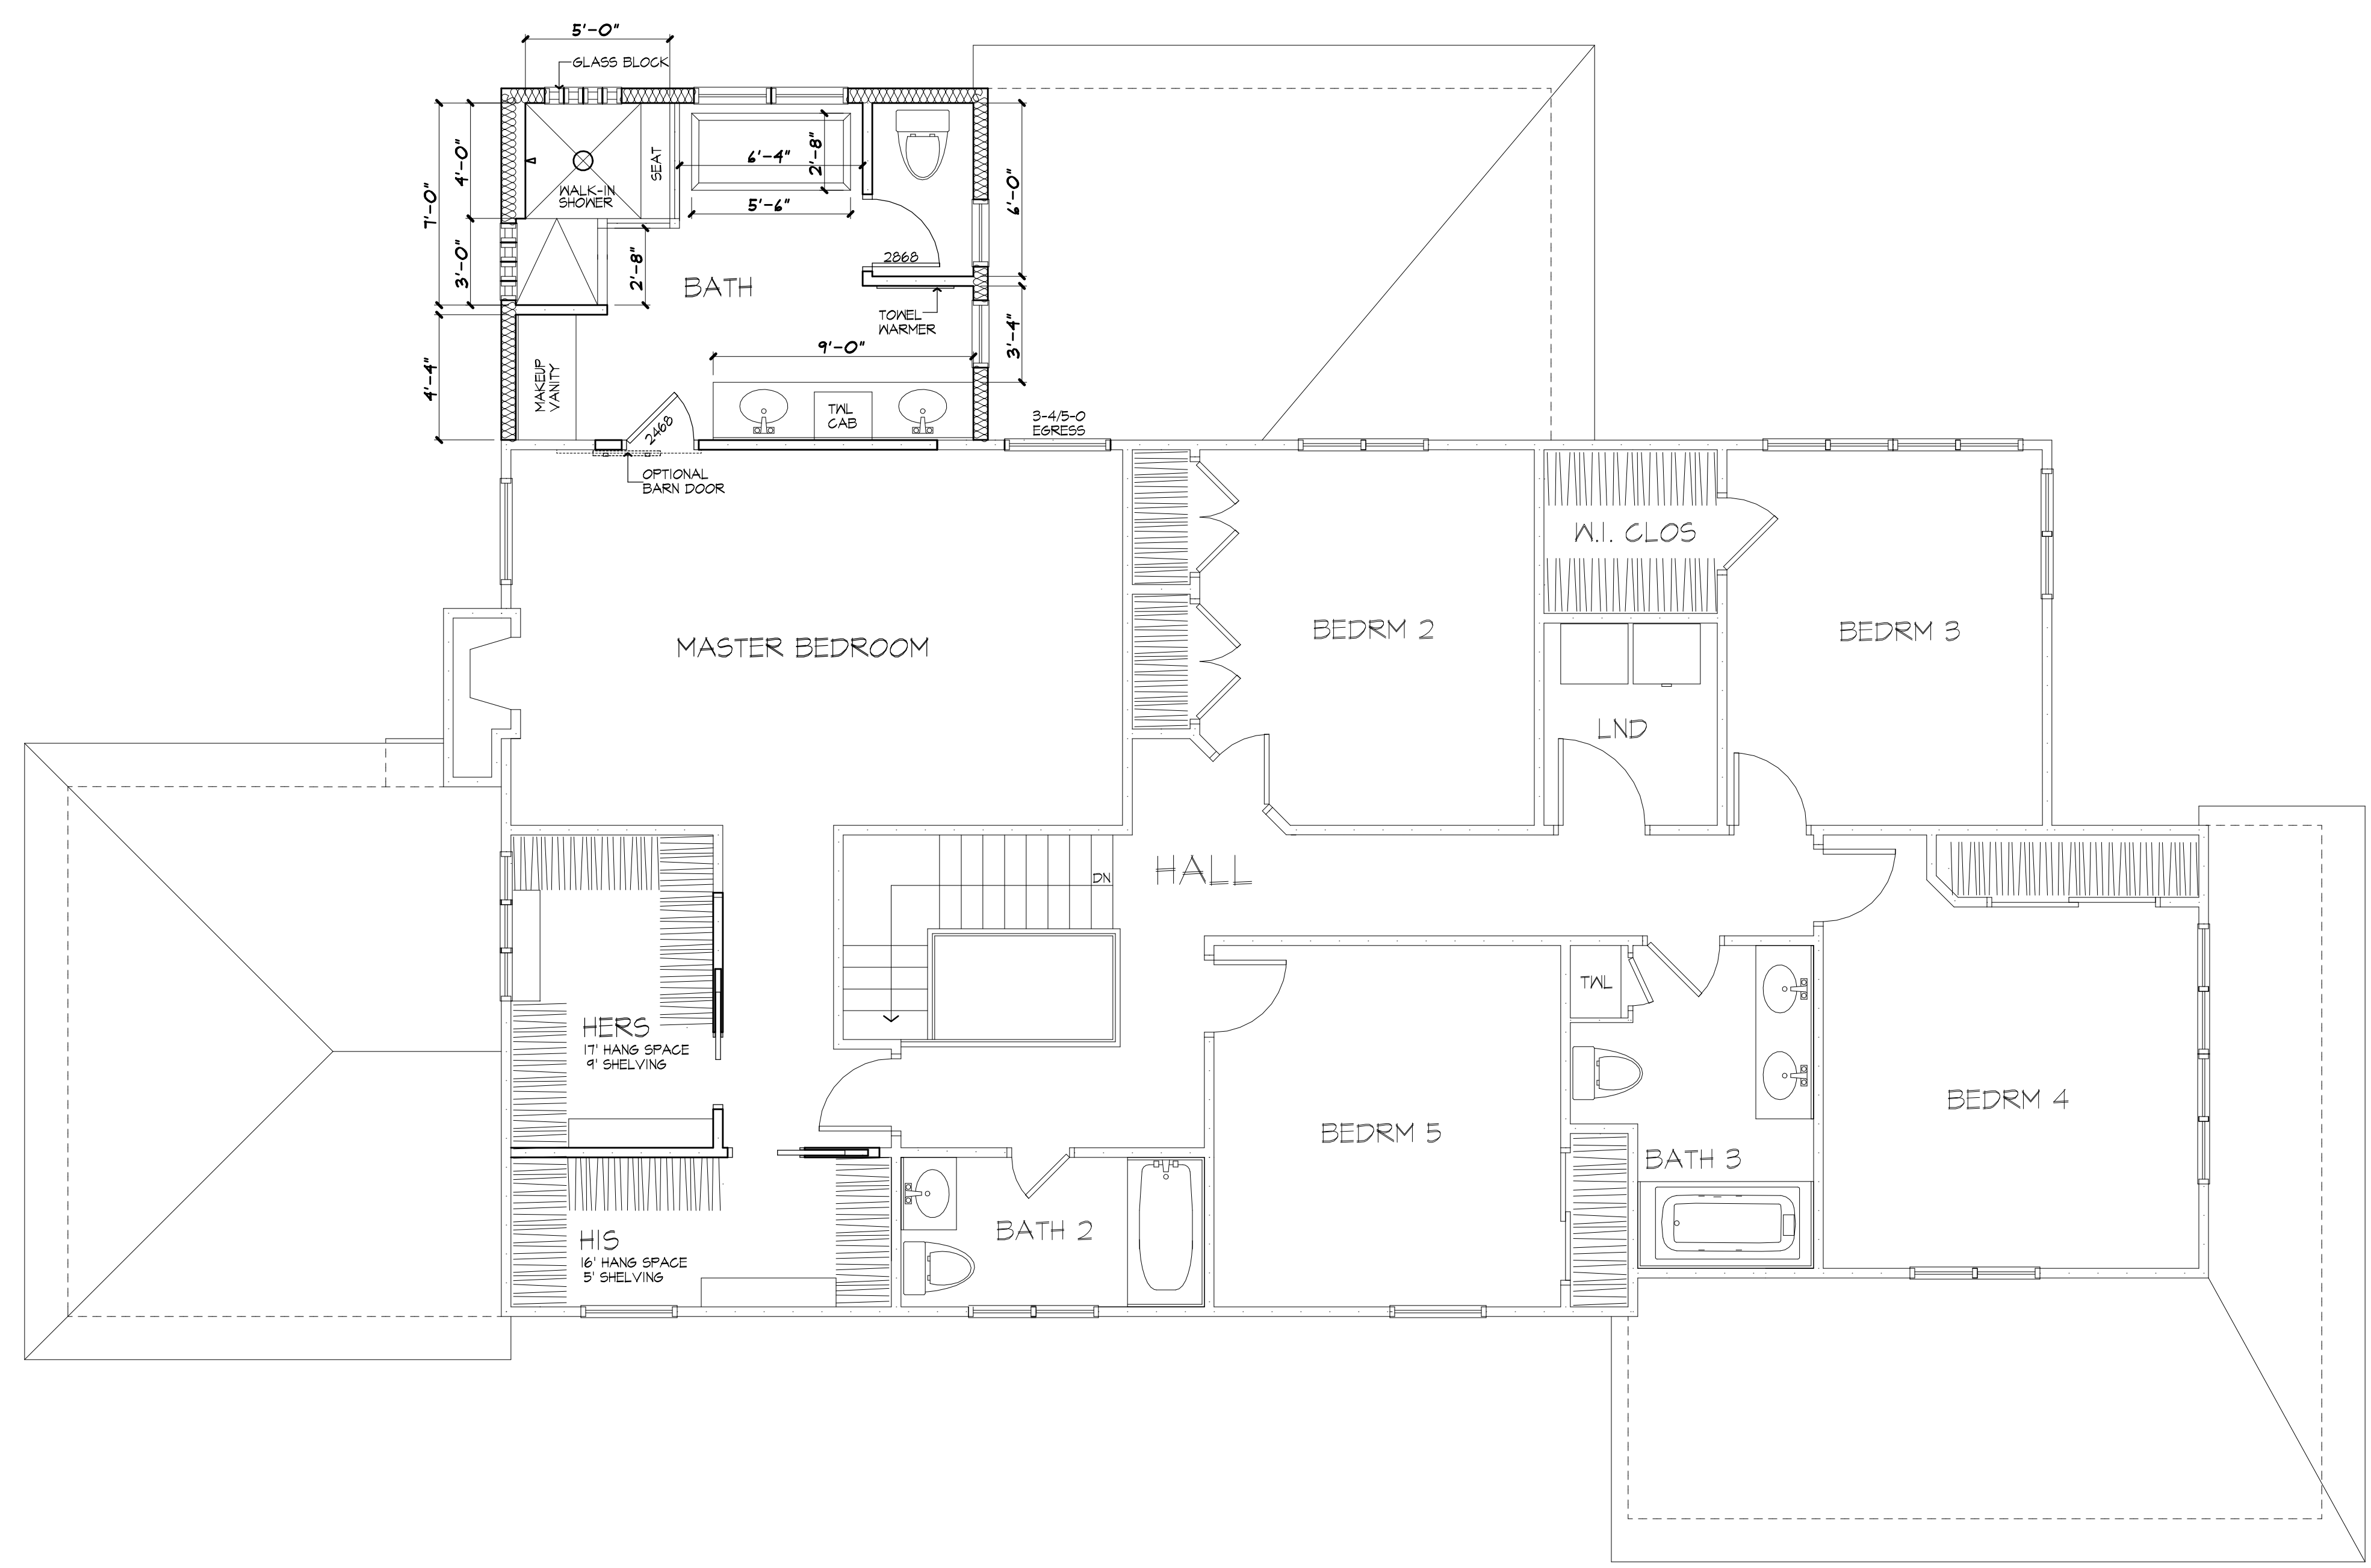 5'-0"
GLASS BLOCK
4'-0"
7'-0"
3'-0"
4'-4"
SEAT
WALK-IN
SHOWER
6'-4"
2'-8"
5'-6"
2'-8"
BATH
2868
6'-0"
TOWEL
WARMER
3'-4"
9'-0"
MAKEUP
VANITY
2468
TWL
CAB
3-4/5-0
EGRESS
OPTIONAL
BARN DOOR
W.I. CLOS
MASTER BEDROOM
BEDRM 2
BEDRM 3
LND
HALL
DN
HERS
17' HANG SPACE
9' SHELVING
TWL
BEDRM 4
BEDRM 5
BATH 3
BATH 2
HIS
16' HANG SPACE
5' SHELVING